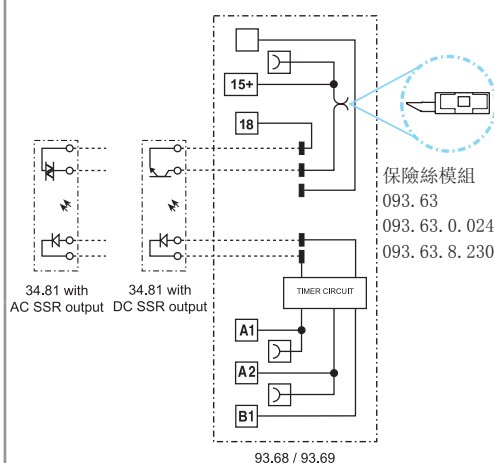 15+
18
保險絲模組
093.63
093.63.0.024
093.63.8.230
34.81 with
AC SSR output
34.81 with
DC SSR output
TIMER CIRCUIT
A1
A2
B1
93.68 / 93.69